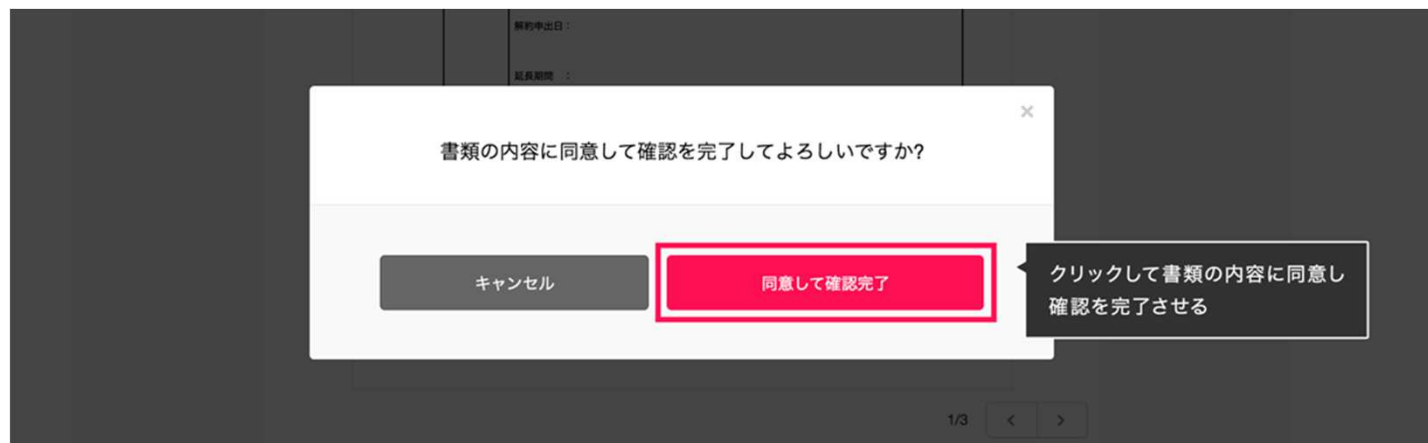 解約申出日：
延長期間　：
×
書類の内容に同意して確認を完了してよろしいですか?
キャンセル
同意して確認完了
クリックして書類の内容に同意し
確認を完了させる
1/3 < >